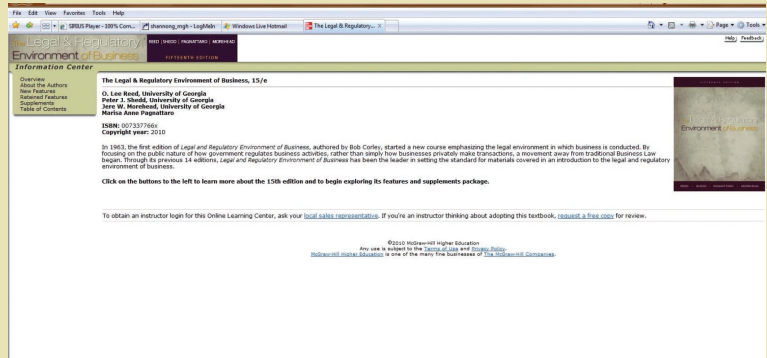 File Edit View Favorites Tools Help
SIRIUS Player - 100% Com... shannong_mgh - LogMeIn Windows Live Hotmail The Legal & Regulatory... Page Tools
The Legal & Regulatory REED | SHEDD | PAGNATTARO | MOREHEAD Help Feedback
Environment of Business FIFTEENTH EDITION
Information Center
Overview
About the Authors
New Features
Retained Features
Supplements
Table of Contents
The Legal & Regulatory Environment of Business, 15/e
O. Lee Reed, University of Georgia
Peter J. Shedd, University of Georgia
Jere W. Morehead, University of Georgia
Marisa Anne Pagnattaro
ISBN: 007337766x
Copyright year: 2010
In 1963, the first edition of Legal and Regulatory Environment of Business, authored by Bob Corley, started a new course emphasizing the legal environment in which business is conducted. By
focusing on the public nature of how government regulates business activities, rather than simply how businesses privately make transactions, a movement away from traditional Business Law
began. Through its previous 14 editions, Legal and Regulatory Environment of Business has been the leader in setting the standard for materials covered in an introduction to the legal and regulatory
environment of business.
Click on the buttons to the left to learn more about the 15th edition and to begin exploring its features and supplements package.
FIFTEENTH EDITION
The Legal & Regulatory
Environment of Business
To obtain an instructor login for this Online Learning Center, ask your local sales representative. If you're an instructor thinking about adopting this textbook, request a free copy for review.
©2010 McGraw-Hill Higher Education
Any use is subject to the Terms of Use and Privacy Policy.
McGraw-Hill Higher Education is one of the many fine businesses of The McGraw-Hill Companies.